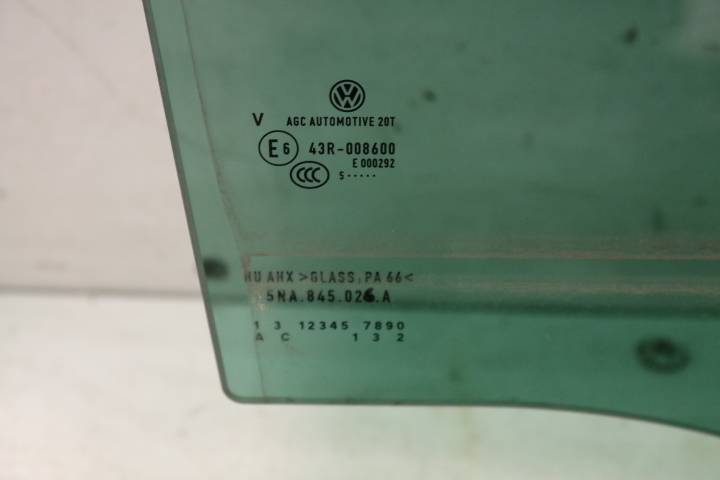 V AGC AUTOMOTIVE 20T
E6 43R-008600
E 000292
CCC 5·····
HU AHX >GLASS,PA 66<
5NA.845.026.A
1 3 12345 7890
A C 1 3 2